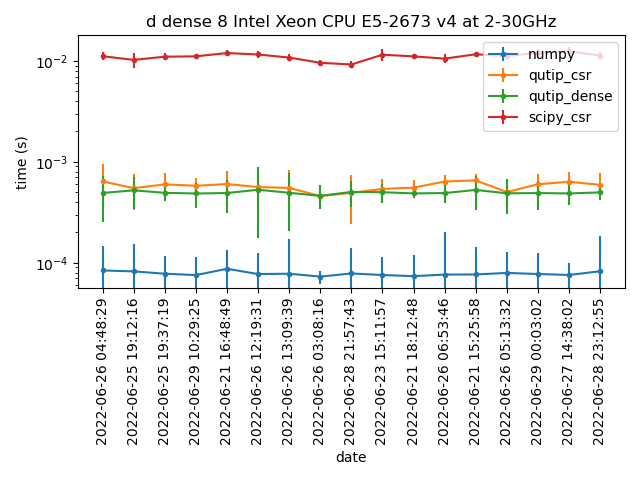 d dense 8 Intel Xeon CPU E5-2673 v4 at 2-30GHz
numpy
qutip_csr
qutip_dense
scipy_csr
time (s)
10⁻²
10⁻³
10⁻⁴
2022-06-26 04:48:29
2022-06-25 19:12:16
2022-06-25 19:37:19
2022-06-29 10:29:25
2022-06-21 16:48:49
2022-06-26 12:19:31
2022-06-26 13:09:39
2022-06-26 03:08:16
2022-06-28 21:57:43
2022-06-23 15:11:57
2022-06-21 18:12:48
2022-06-26 06:53:46
2022-06-21 15:25:58
2022-06-26 05:13:32
2022-06-29 00:03:02
2022-06-27 14:38:02
2022-06-28 23:12:55
date